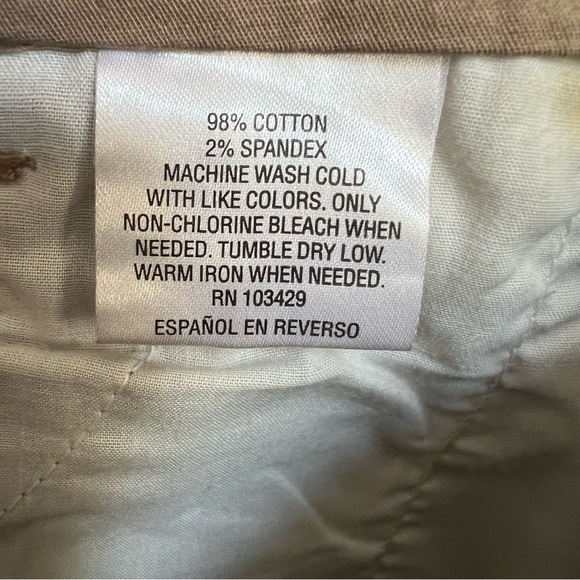 98% COTTON
2% SPANDEX
MACHINE WASH COLD
WITH LIKE COLORS. ONLY
NON-CHLORINE BLEACH WHEN
NEEDED. TUMBLE DRY LOW.
WARM IRON WHEN NEEDED.
RN 103429
ESPAÑOL EN REVERSO